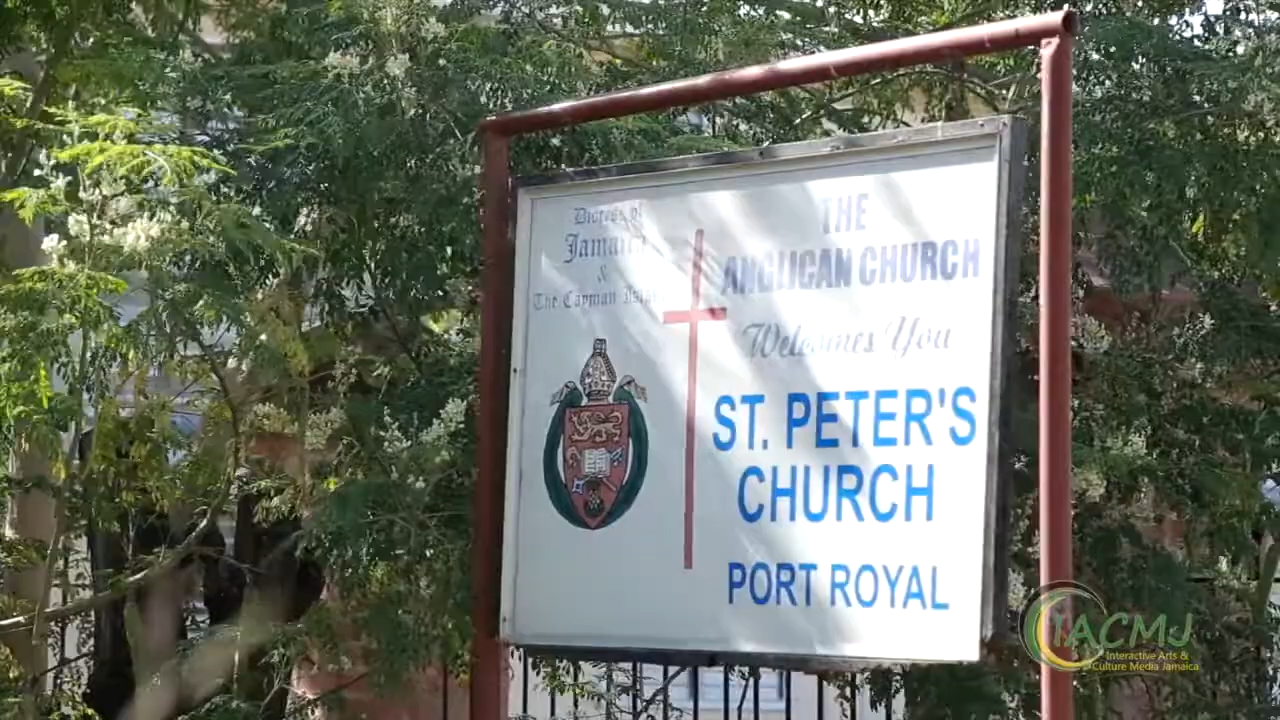 Diocese of
Jamaica
&
The Cayman Islands
THE
ANGLICAN CHURCH
Welcomes You
ST. PETER'S
CHURCH
PORT ROYAL
IACMJ
Interactive Arts &
Culture Media Jamaica